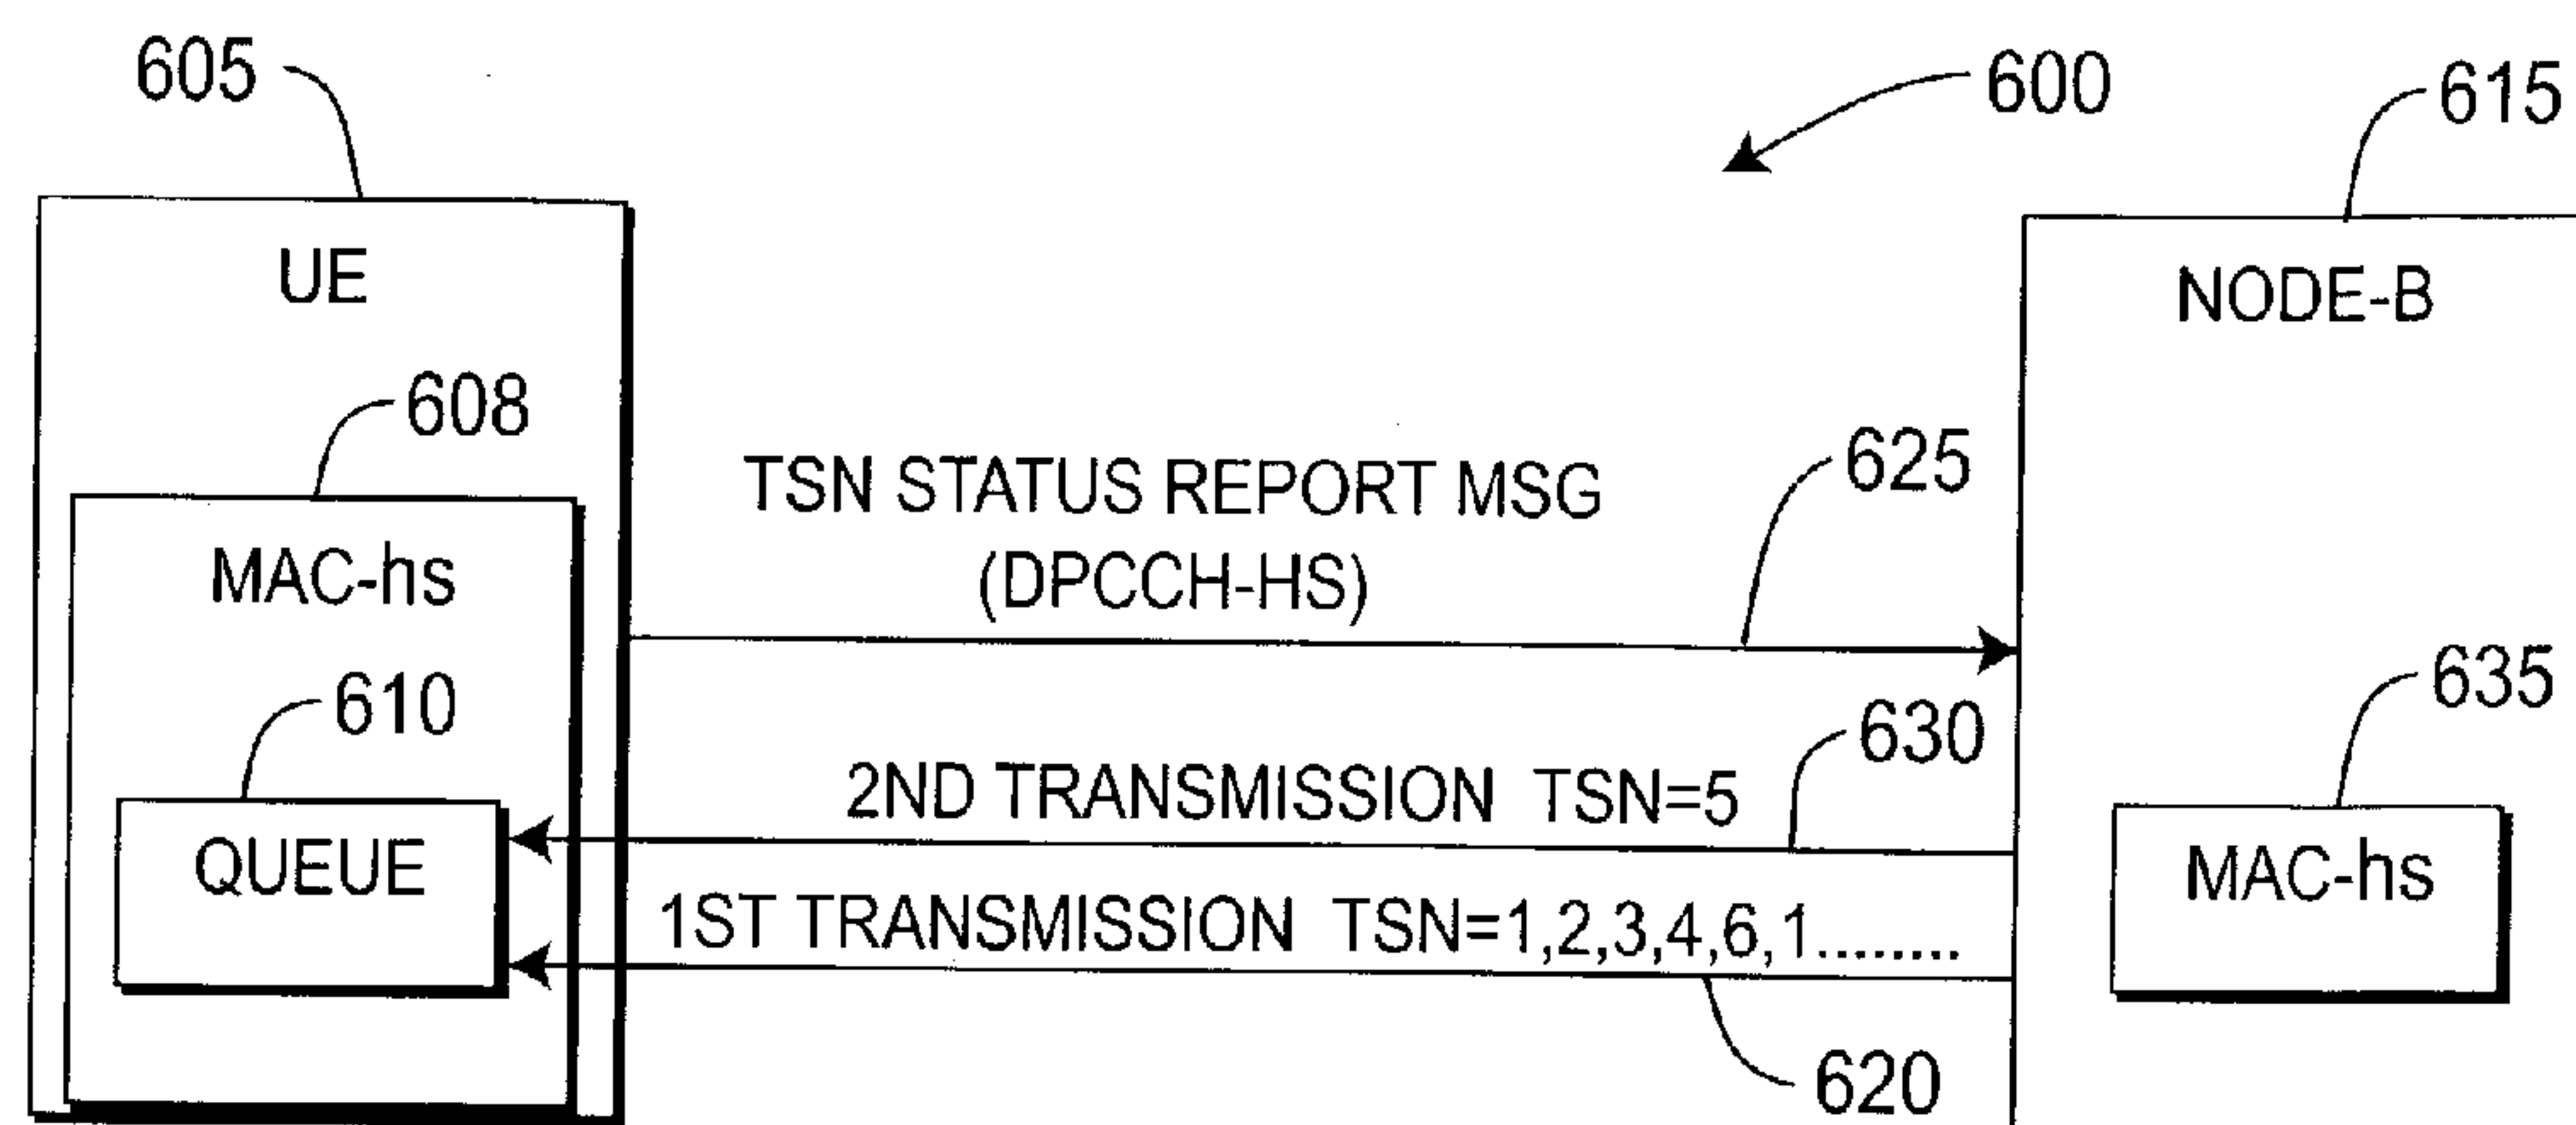 605
600
615
UE
NODE-B
608
TSN STATUS REPORT MSG
(DPCCH-HS)
625
MAC-hs
610
635
630
2ND TRANSMISSION TSN=5
QUEUE
MAC-hs
1ST TRANSMISSION TSN=1,2,3,4,6,1........
620